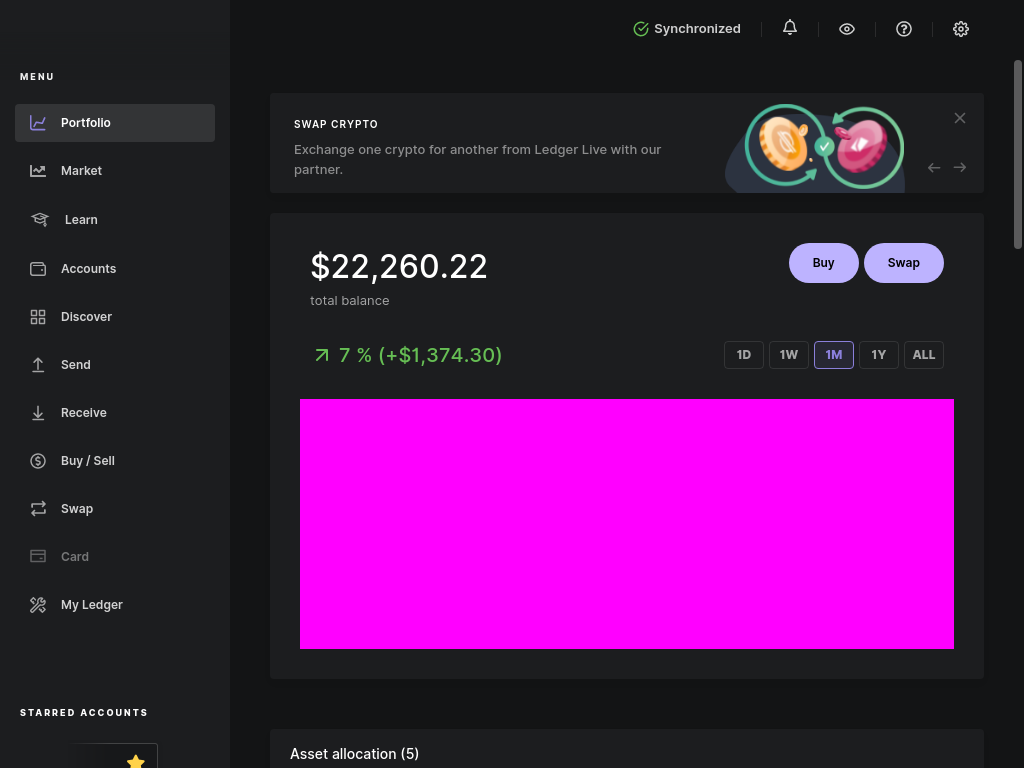 Synchronized
MENU
Portfolio
Market
Learn
Accounts
Discover
Send
Receive
Buy / Sell
Swap
Card
My Ledger
STARRED ACCOUNTS
SWAP CRYPTO
Exchange one crypto for another from Ledger Live with our
partner.
$22,260.22
total balance
Buy
Swap
7 % (+$1,374.30)
1D
1W
1M
1Y
ALL
Asset allocation (5)